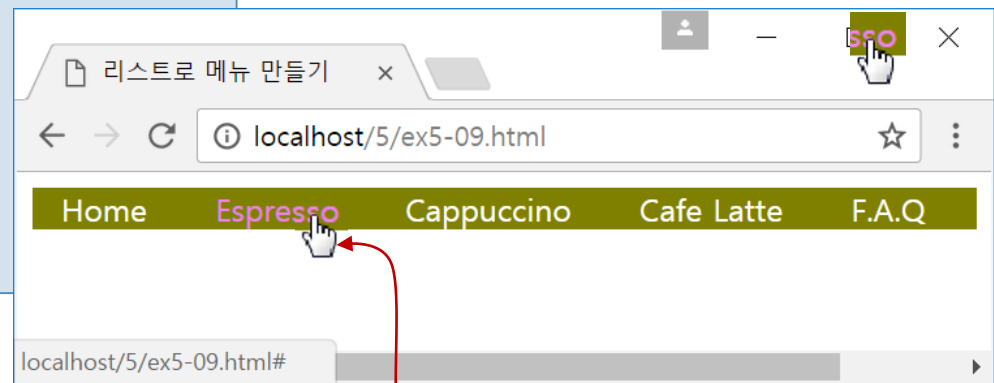 sso
리스트로 메뉴 만들기
localhost/5/ex5-09.html
Home Espresso Cappuccino Cafe Latte F.A.Q
localhost/5/ex5-09.html#